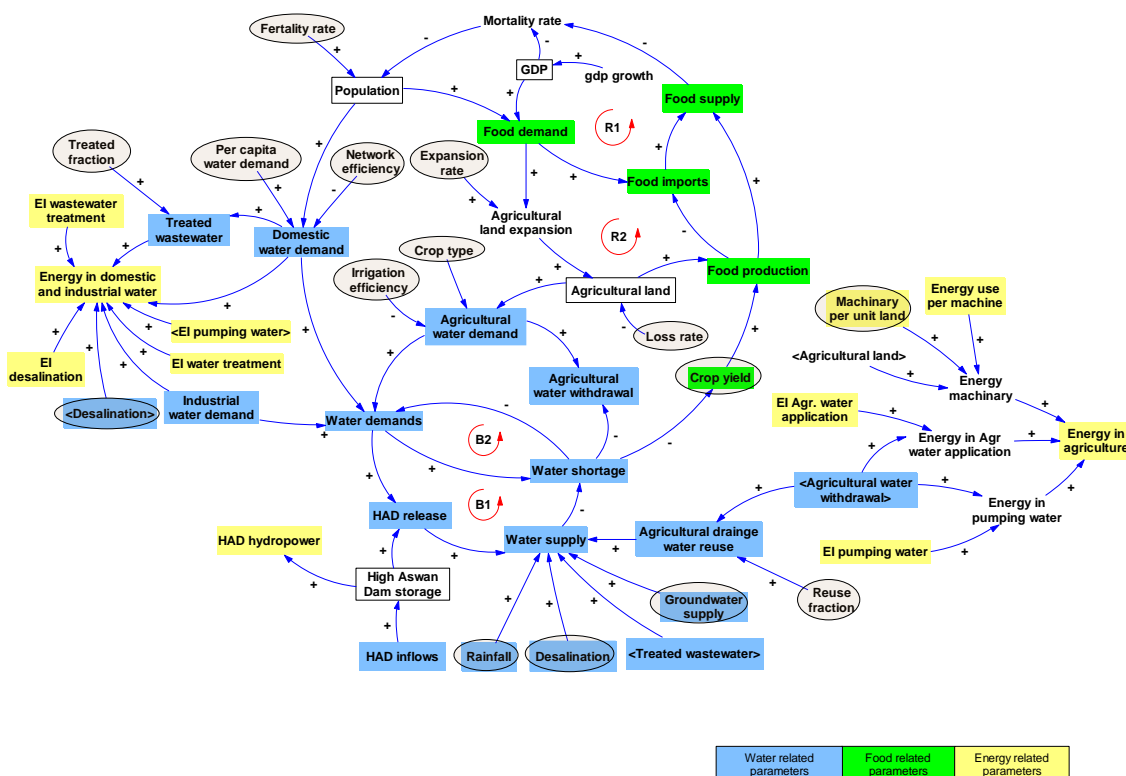 Mortality rate
Fertality rate
+
-
-
-
GDP
+
gdp growth
Population
+
+
Food supply
Food demand
R1
Treated
fraction
Per capita
water demand
Network
efficiency
Expansion
rate
+
+
+
Food imports
+
+
-
+
+
+
EI wastewater
treatment
Agricultural
land expansion
R2
-
Treated
wastewater
+
Domestic
water demand
Crop type
+
+
Food production
+
+
Energy in domestic
and industrial water
Irrigation
efficiency
+
+
Agricultural land
Energy use
per machine
Machinary
per unit land
+
<EI pumping water>
-
Agricultural
water demand
-
Loss rate
+
+
+
+
EI
desalination
+
+
+
EI water treatment
+
+
<Agricultural land>
+
Agricultural
water withdrawal
Crop yield
Energy
machinary
<Desalination>
Industrial
water demand
EI Agr. water
application
+
+
Water demands
-
-
-
+
Energy in Agr
water application
+
Energy in
agriculture
B2
+
Water shortage
+
+
<Agricultural water
withdrawal>
+
+
B1
-
+
Energy in
pumping water
HAD release
Water supply
Agricultural drainge
water reuse
HAD hydropower
+
+
+
EI pumping water
+
+
High Aswan
Dam storage
+
Groundwater
supply
+
Reuse
fraction
+
+
+
+
HAD inflows
Rainfall
Desalination
<Treated wastewater>
Water related
parameters
Food related
parameters
Energy related
parameters